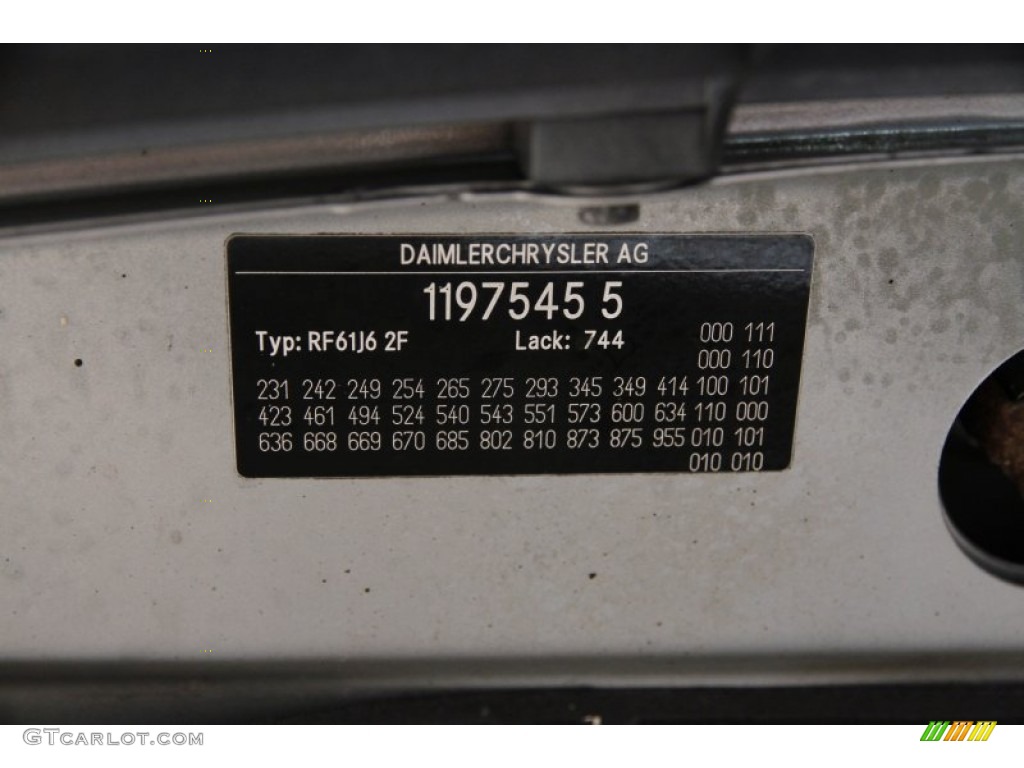 DAIMLERCHRYSLER AG
1197545 5
Typ: RF61J6 2F Lack: 744 000 111
000 110
231 242 249 254 265 275 293 345 349 414 100 101
423 461 494 524 540 543 551 573 600 634 110 000
636 668 669 670 685 802 810 873 875 955 010 101
010 010
GTCARLOT.COM